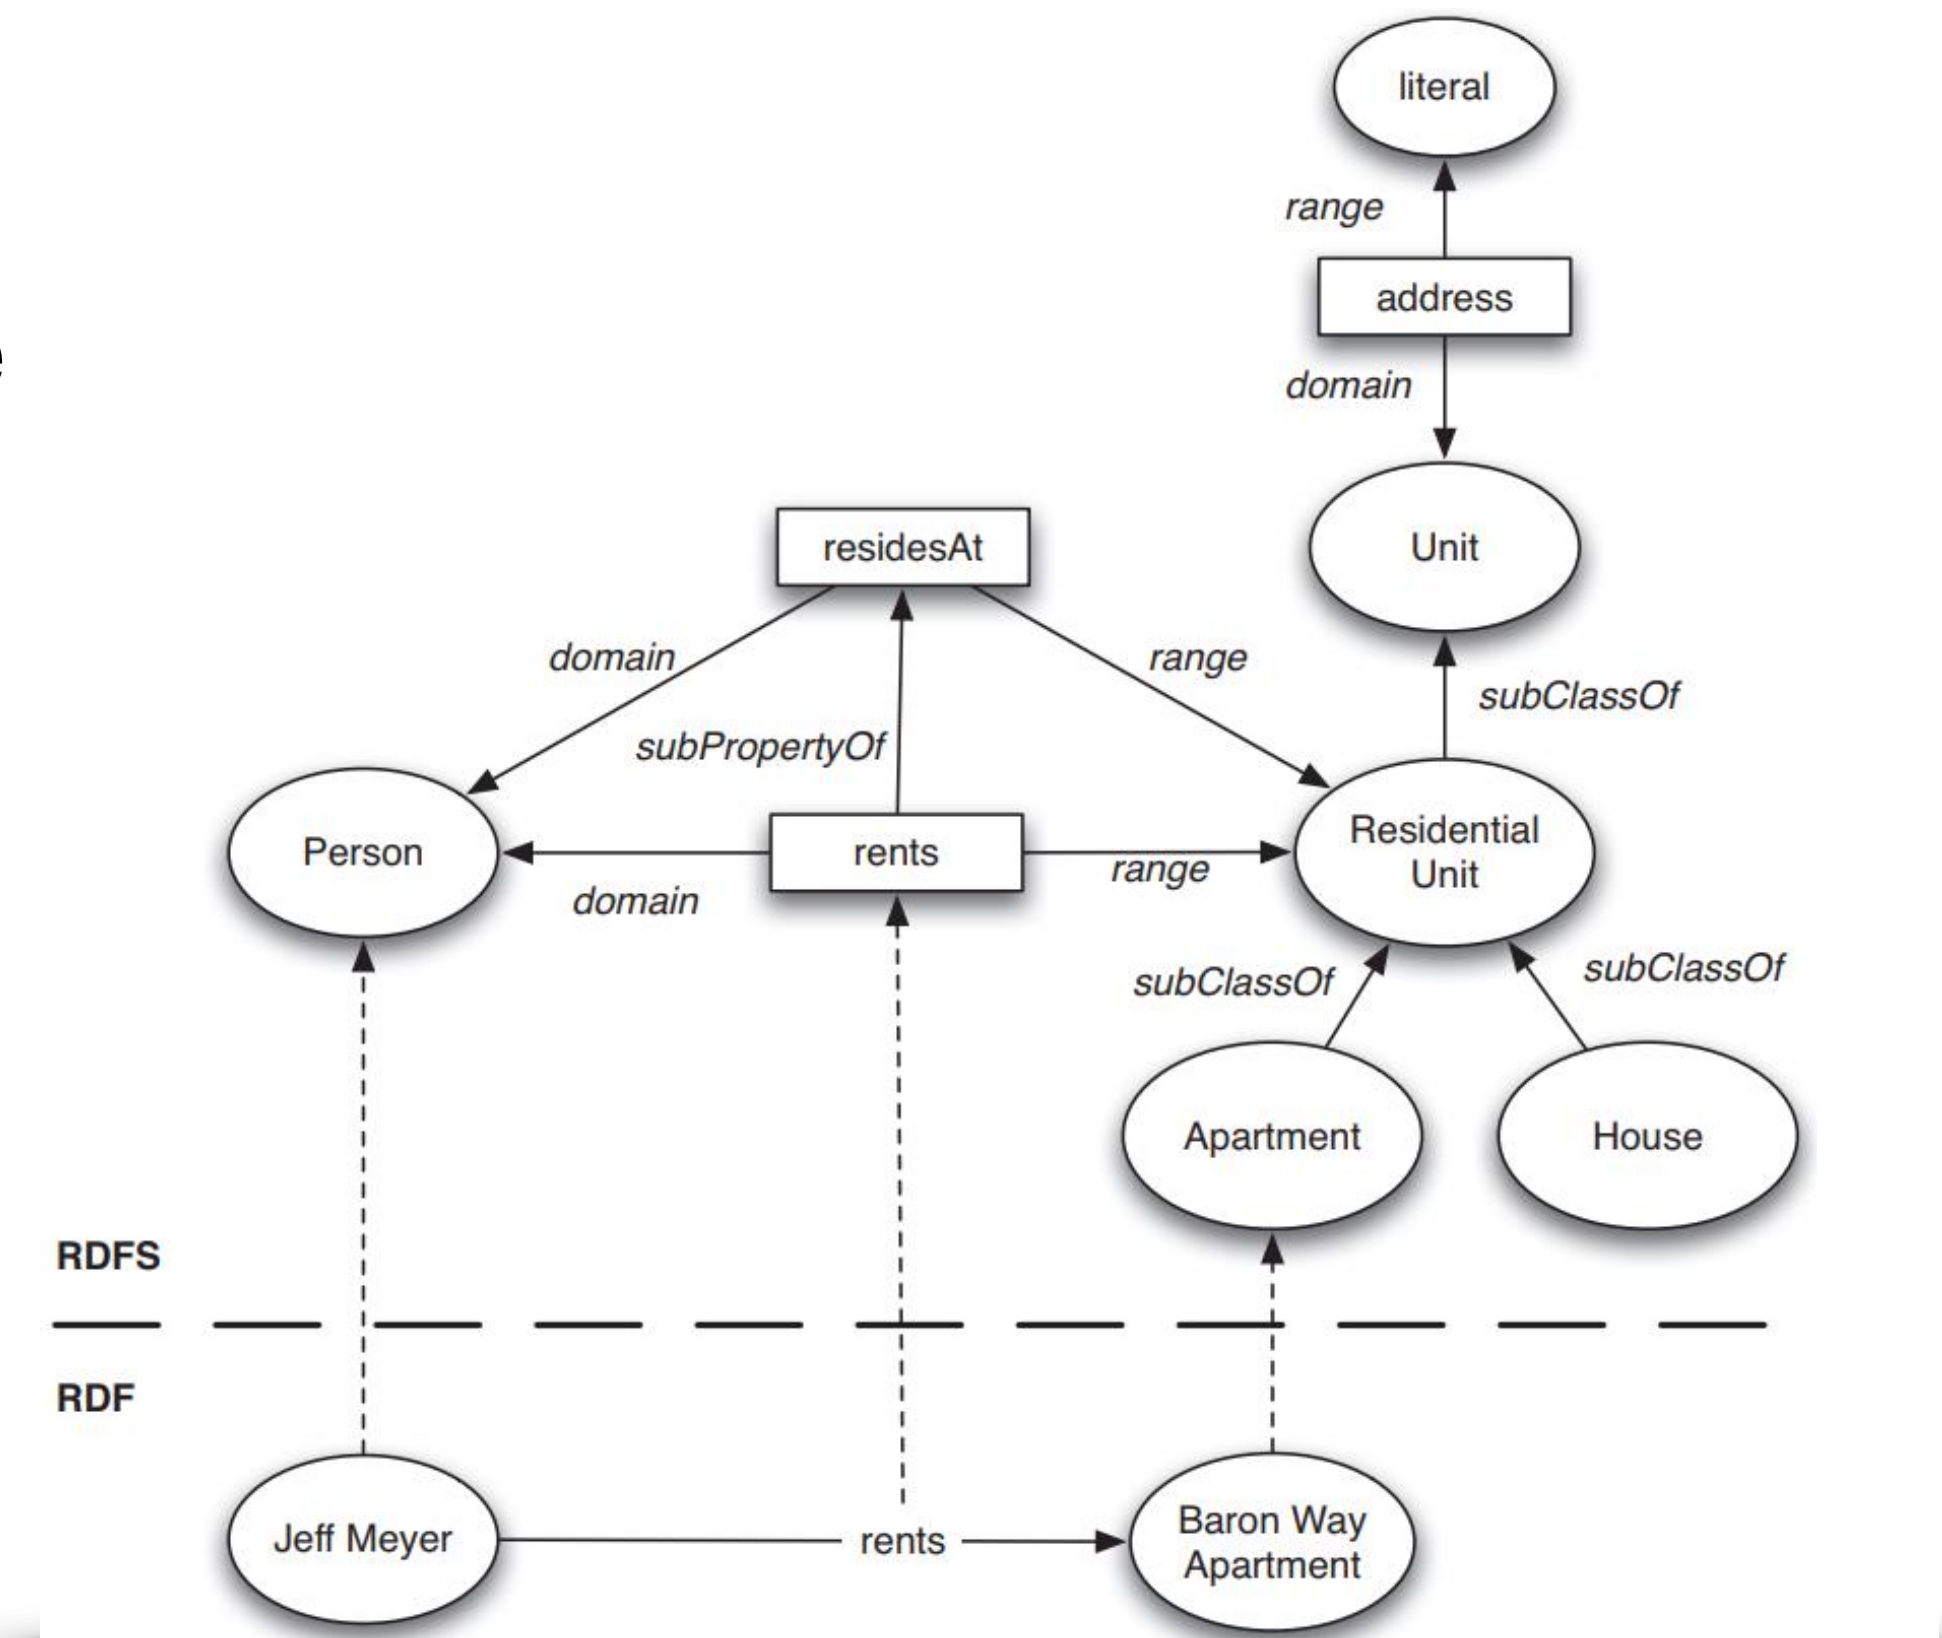 literal
range
address
e
domain
Unit
residesAt
domain
range
subClassOf
subPropertyOf
Person
rents
Residential
Unit
range
domain
subClassOf
subClassOf
Apartment
House
RDFS
RDF
Jeff Meyer
rents
Baron Way
Apartment